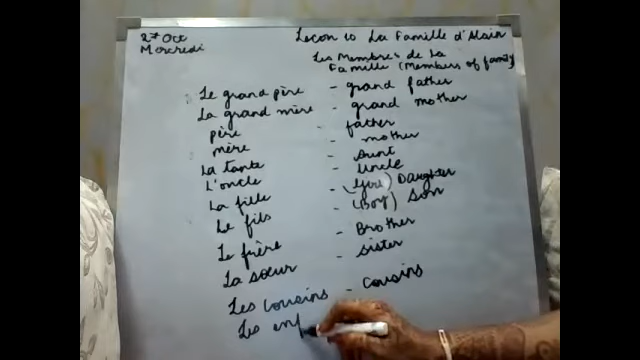 27 Oct Lecon 10 La Famille d'Alain
Mercredi
Les Membres de La
Famille (Members of family)
Le grand père - grand father
La grand mère - grand mother
père - father
mère - mother
La tante - Aunt
L'oncle - Uncle
La fille - (Girl) Daughter
Le fils - (Boy) Son
Le frère - Brother
La sœur - sister
Les cousins - cousins
Les enf